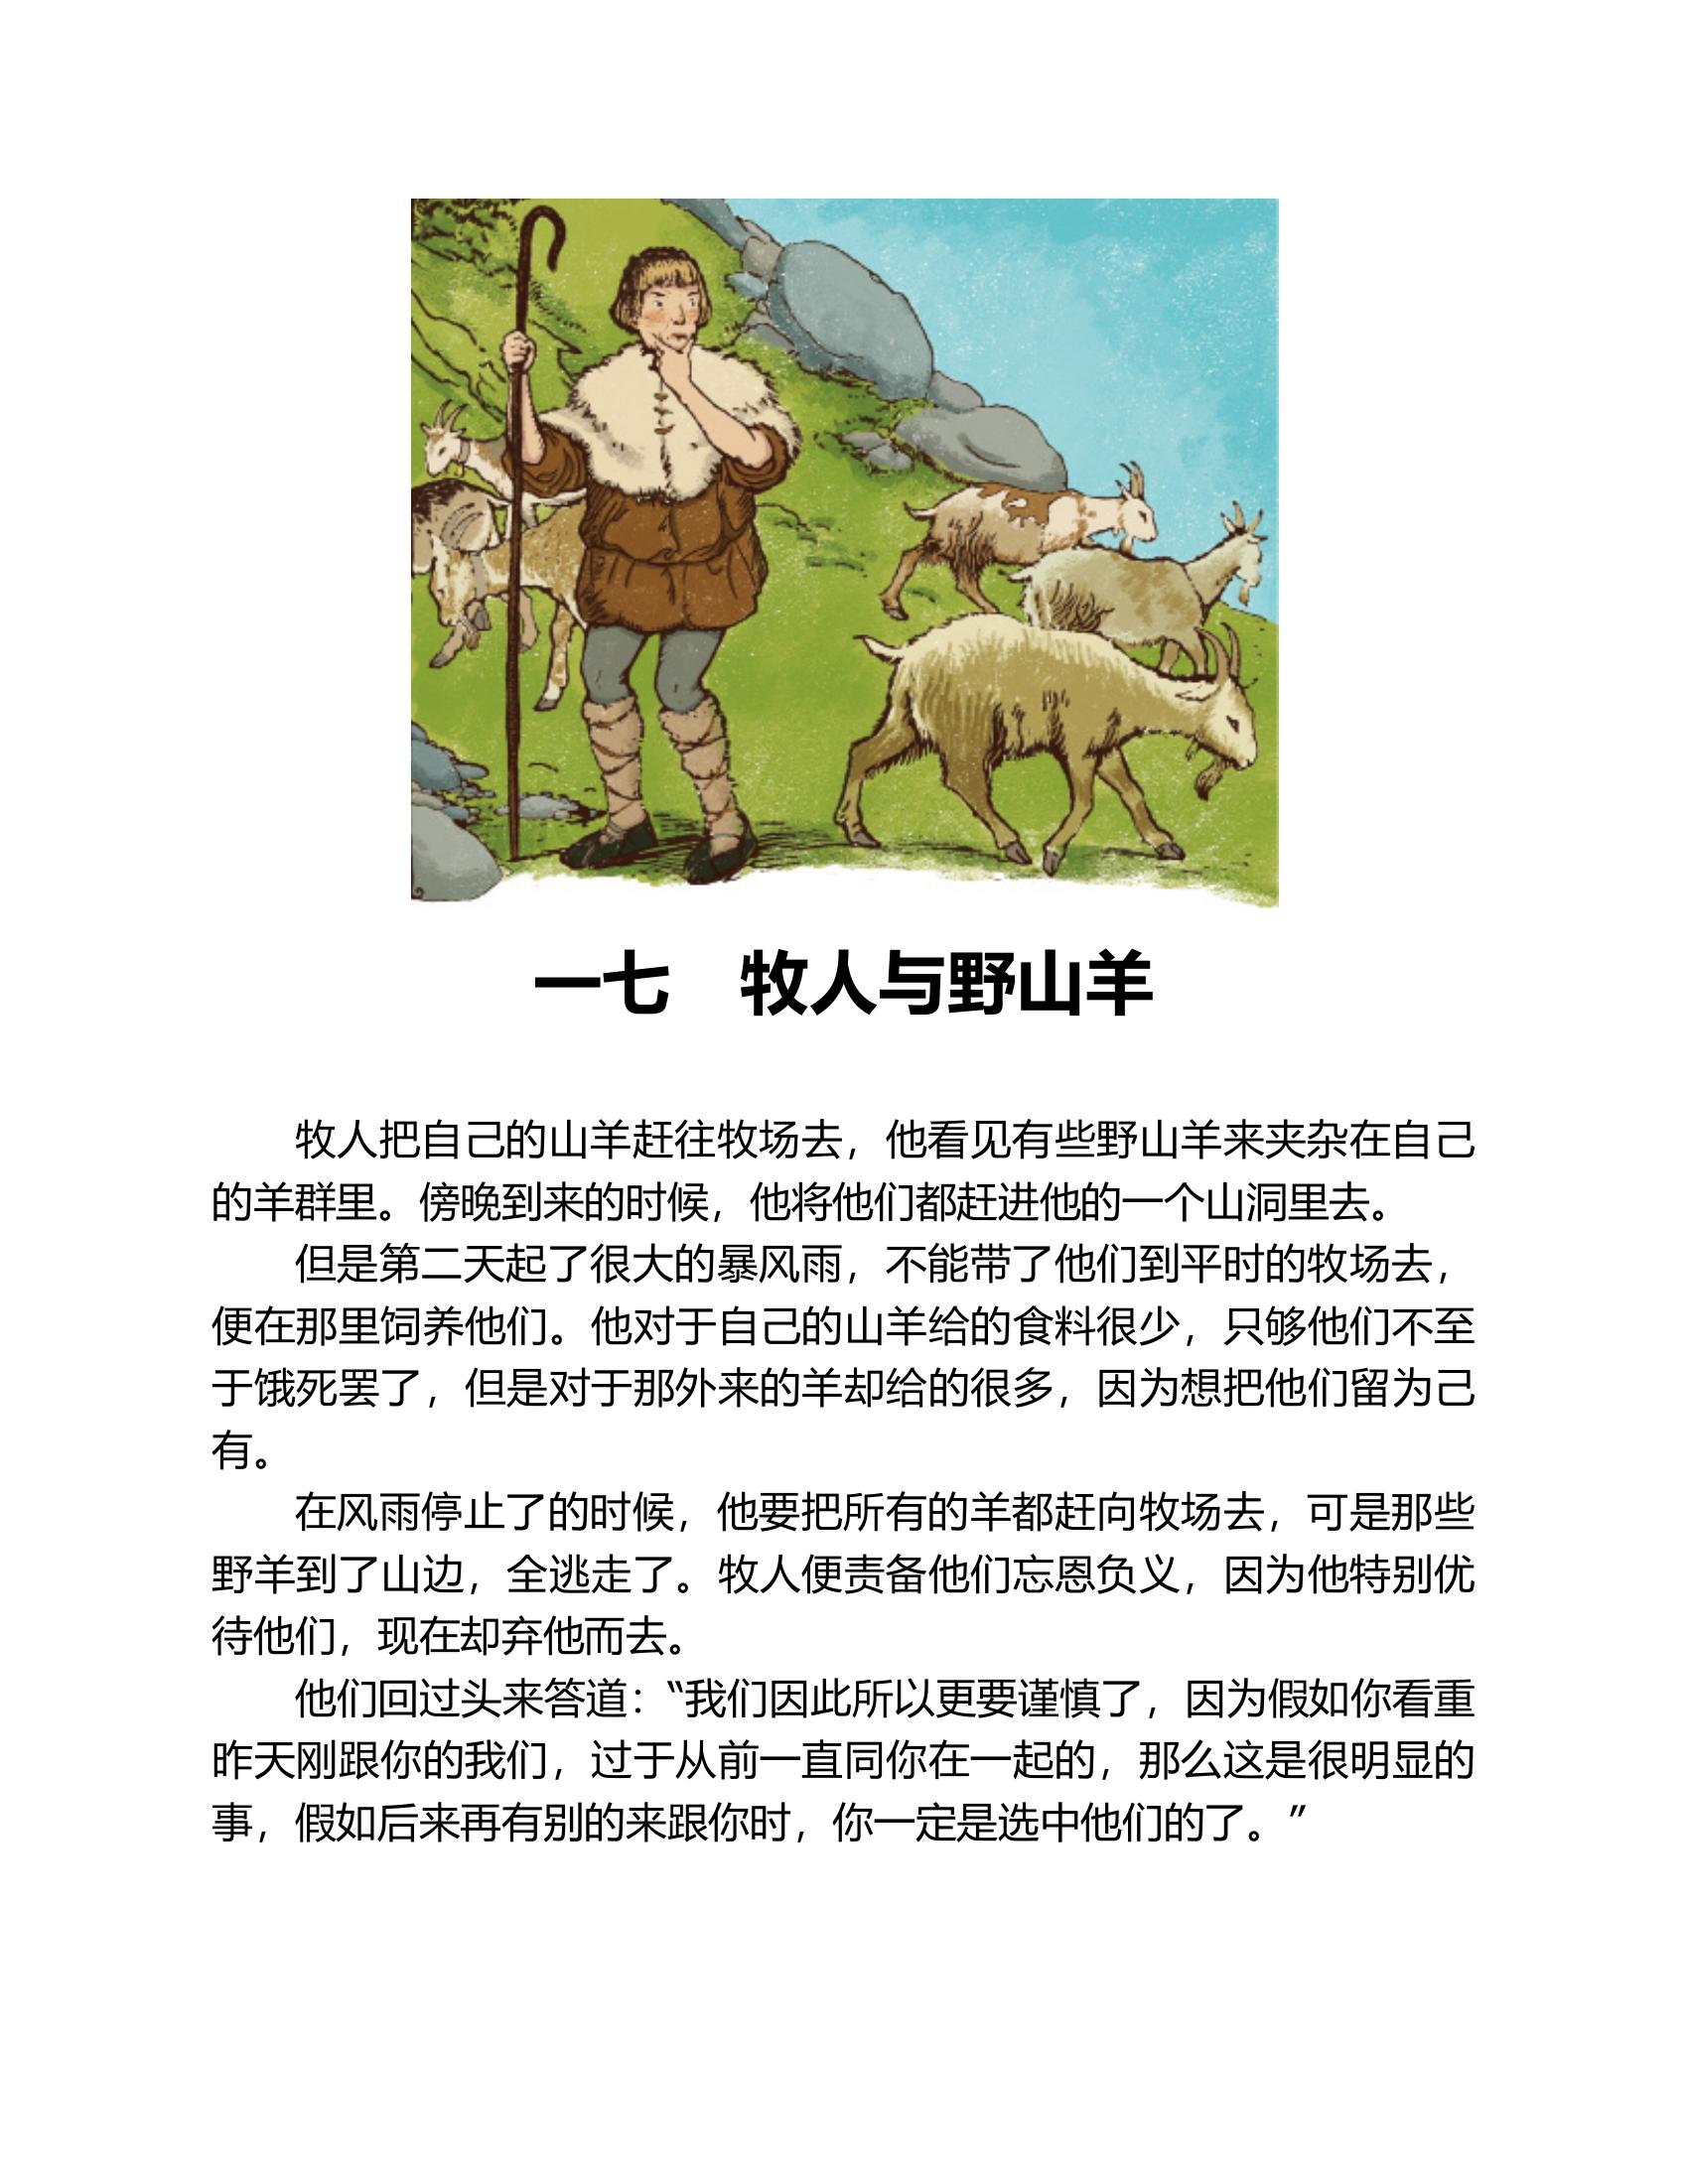 一七　牧人与野山羊
牧人把自己的山羊赶往牧场去，他看见有些野山羊来夹杂在自己
的羊群里。傍晚到来的时候，他将他们都赶进他的一个山洞里去。
但是第二天起了很大的暴风雨，不能带了他们到平时的牧场去，
便在那里饲养他们。他对于自己的山羊给的食料很少，只够他们不至
于饿死罢了，但是对于那外来的羊却给的很多，因为想把他们留为己
有。
在风雨停止了的时候，他要把所有的羊都赶向牧场去，可是那些
野羊到了山边，全逃走了。牧人便责备他们忘恩负义，因为他特别优
待他们，现在却弃他而去。
他们回过头来答道：“我们因此所以更要谨慎了，因为假如你看重
昨天刚跟你的我们，过于从前一直同你在一起的，那么这是很明显的
事，假如后来再有别的来跟你时，你一定是选中他们的了。”